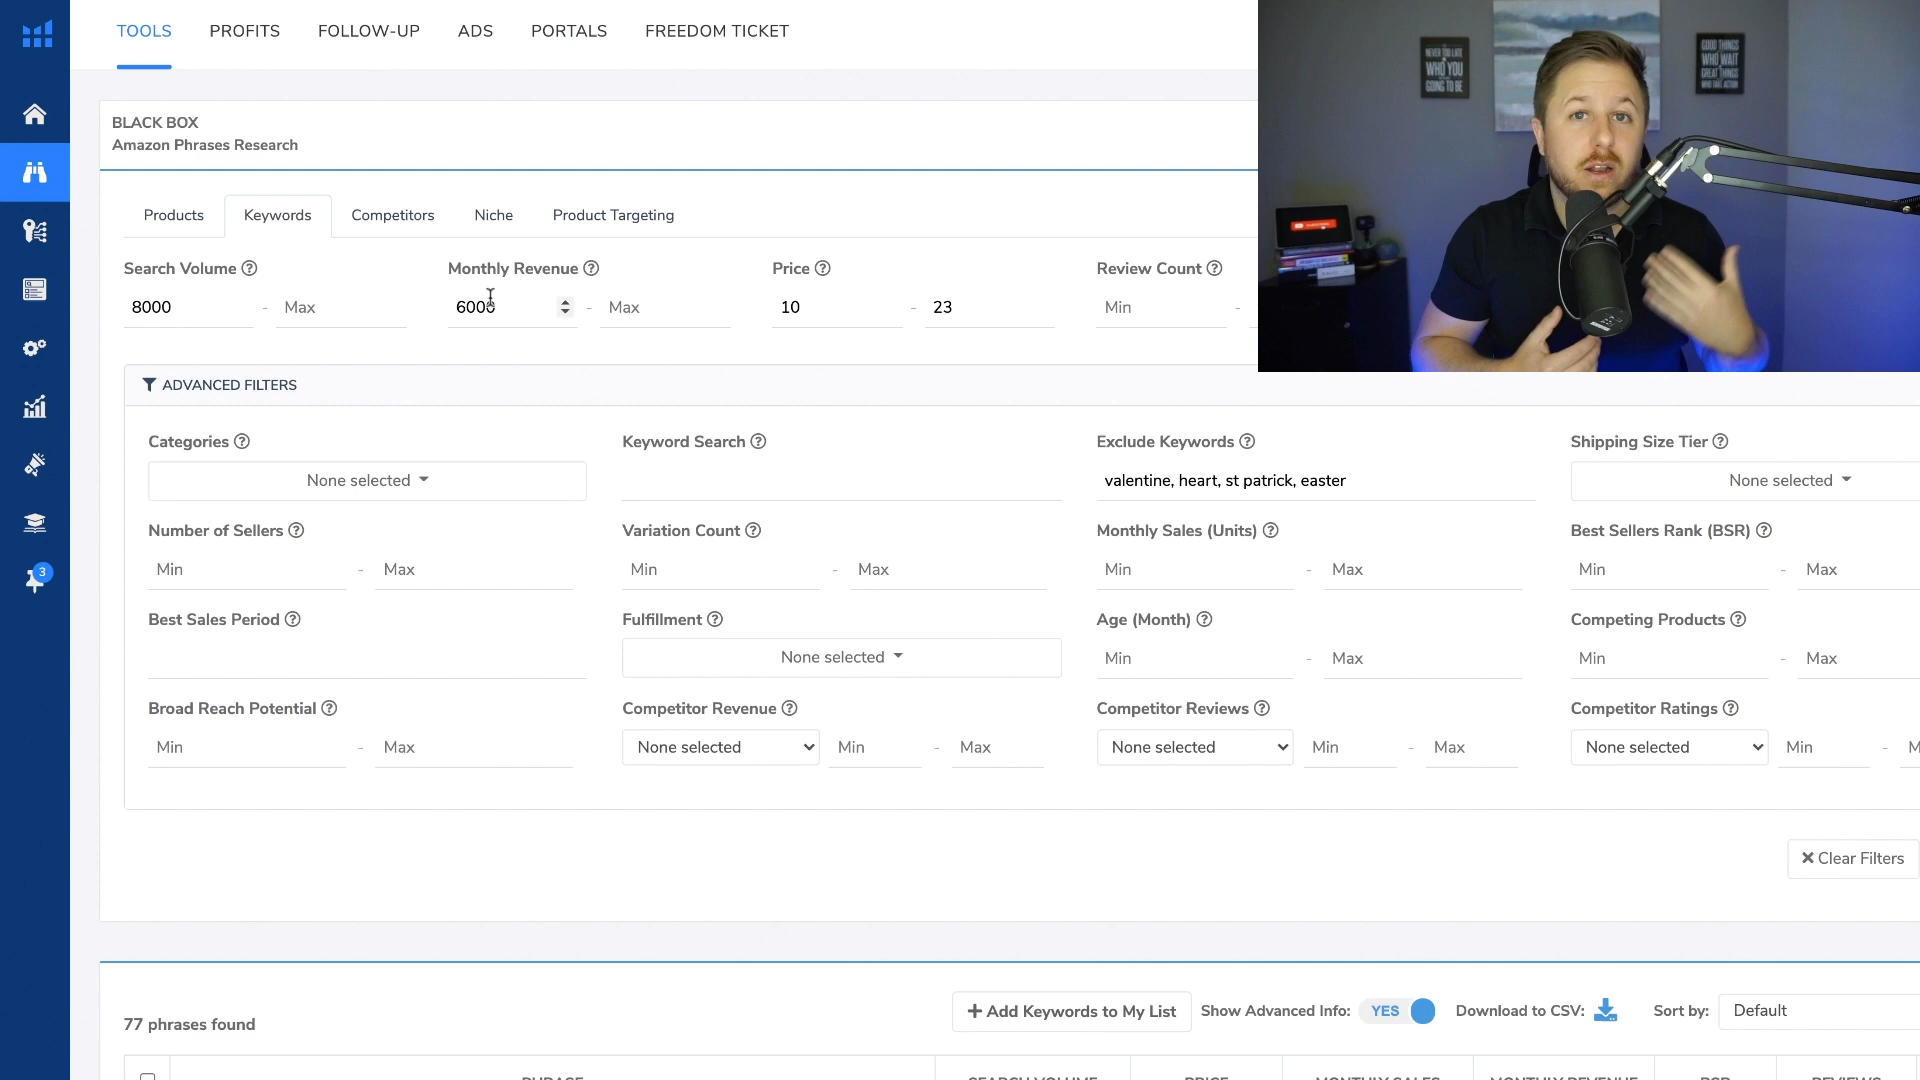 TOOLS PROFITS FOLLOW-UP ADS PORTALS FREEDOM TICKET
NEVER TOO LATE
WHO YOU
GOING TO BE
GOOD THINGS
WHO WAIT
GREAT THINGS
WHO TAKE ACTION
BLACK BOX
Amazon Phrases Research
Products Keywords Competitors Niche Product Targeting
Search Volume Monthly Revenue Price Review Count
8000 - Max 6000 - Max 10 - 23 Min -
ADVANCED FILTERS
Categories Keyword Search Exclude Keywords Shipping Size Tier
None selected valentine, heart, st patrick, easter None selected
Number of Sellers Variation Count Monthly Sales (Units) Best Sellers Rank (BSR)
Min - Max Min - Max Min - Max Min - Max
Best Sales Period Fulfillment Age (Month) Competing Products
None selected Min - Max Min - Max
3
Broad Reach Potential Competitor Revenue Competitor Reviews Competitor Ratings
Min - Max None selected Min - Max None selected Min - Max None selected Min - M
Clear Filters
77 phrases found Add Keywords to My List Show Advanced Info: YES Download to CSV: Sort by: Default
PHRASE SEARCH VOLUME PRICE MONTHLY SALES MONTHLY REVENUE BSR REVIEWS